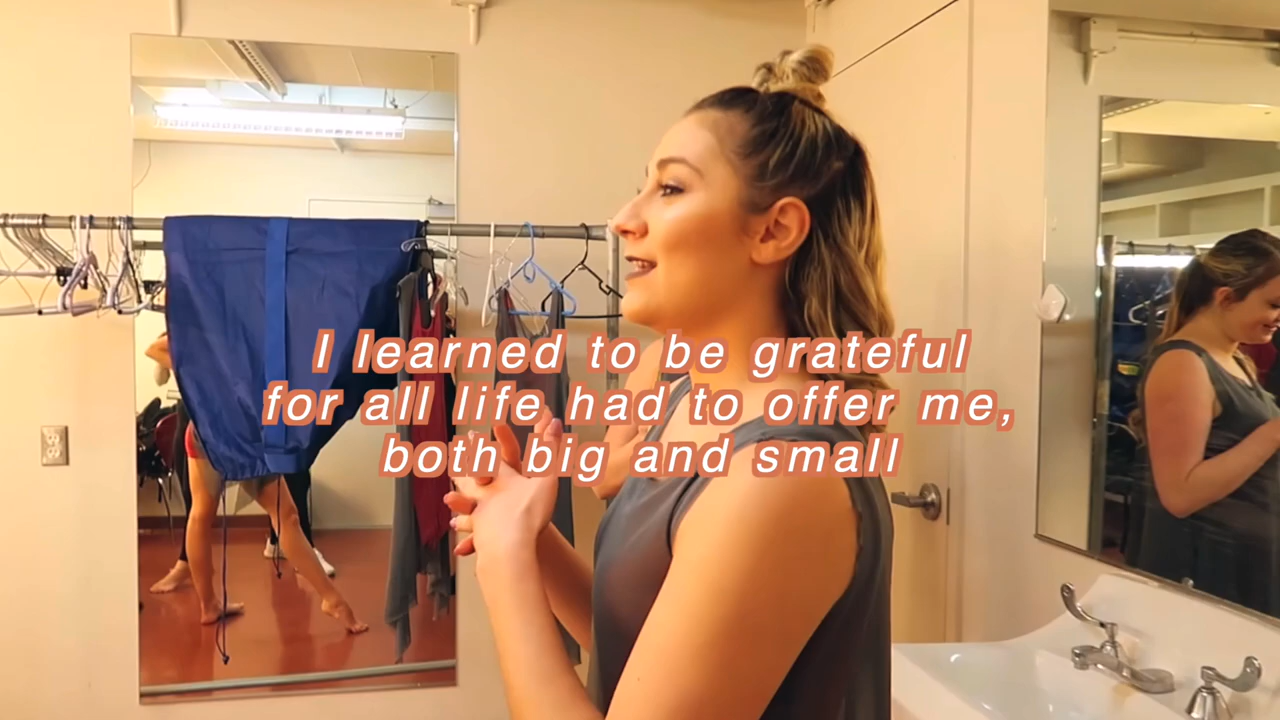 I learned to be grateful
for all life had to offer me,
both big and small